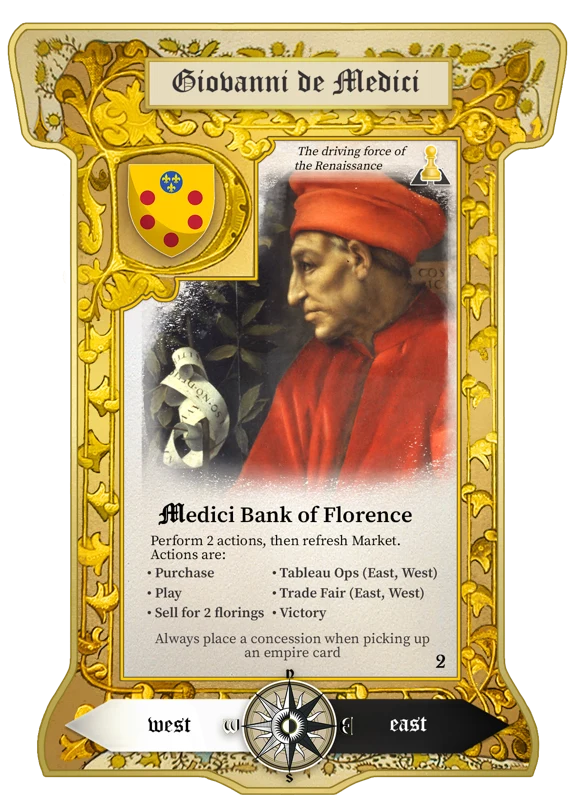 Giovanni de Medici
The driving force of
the Renaissance
COS
Medici Bank of Florence
Perform 2 actions, then refresh Market.
Actions are:
• Purchase
• Play
• Sell for 2 florings
• Tableau Ops (East, West)
• Trade Fair (East, West)
• Victory
Always place a concession when picking up
an empire card
2
n
west
w
E
east
s